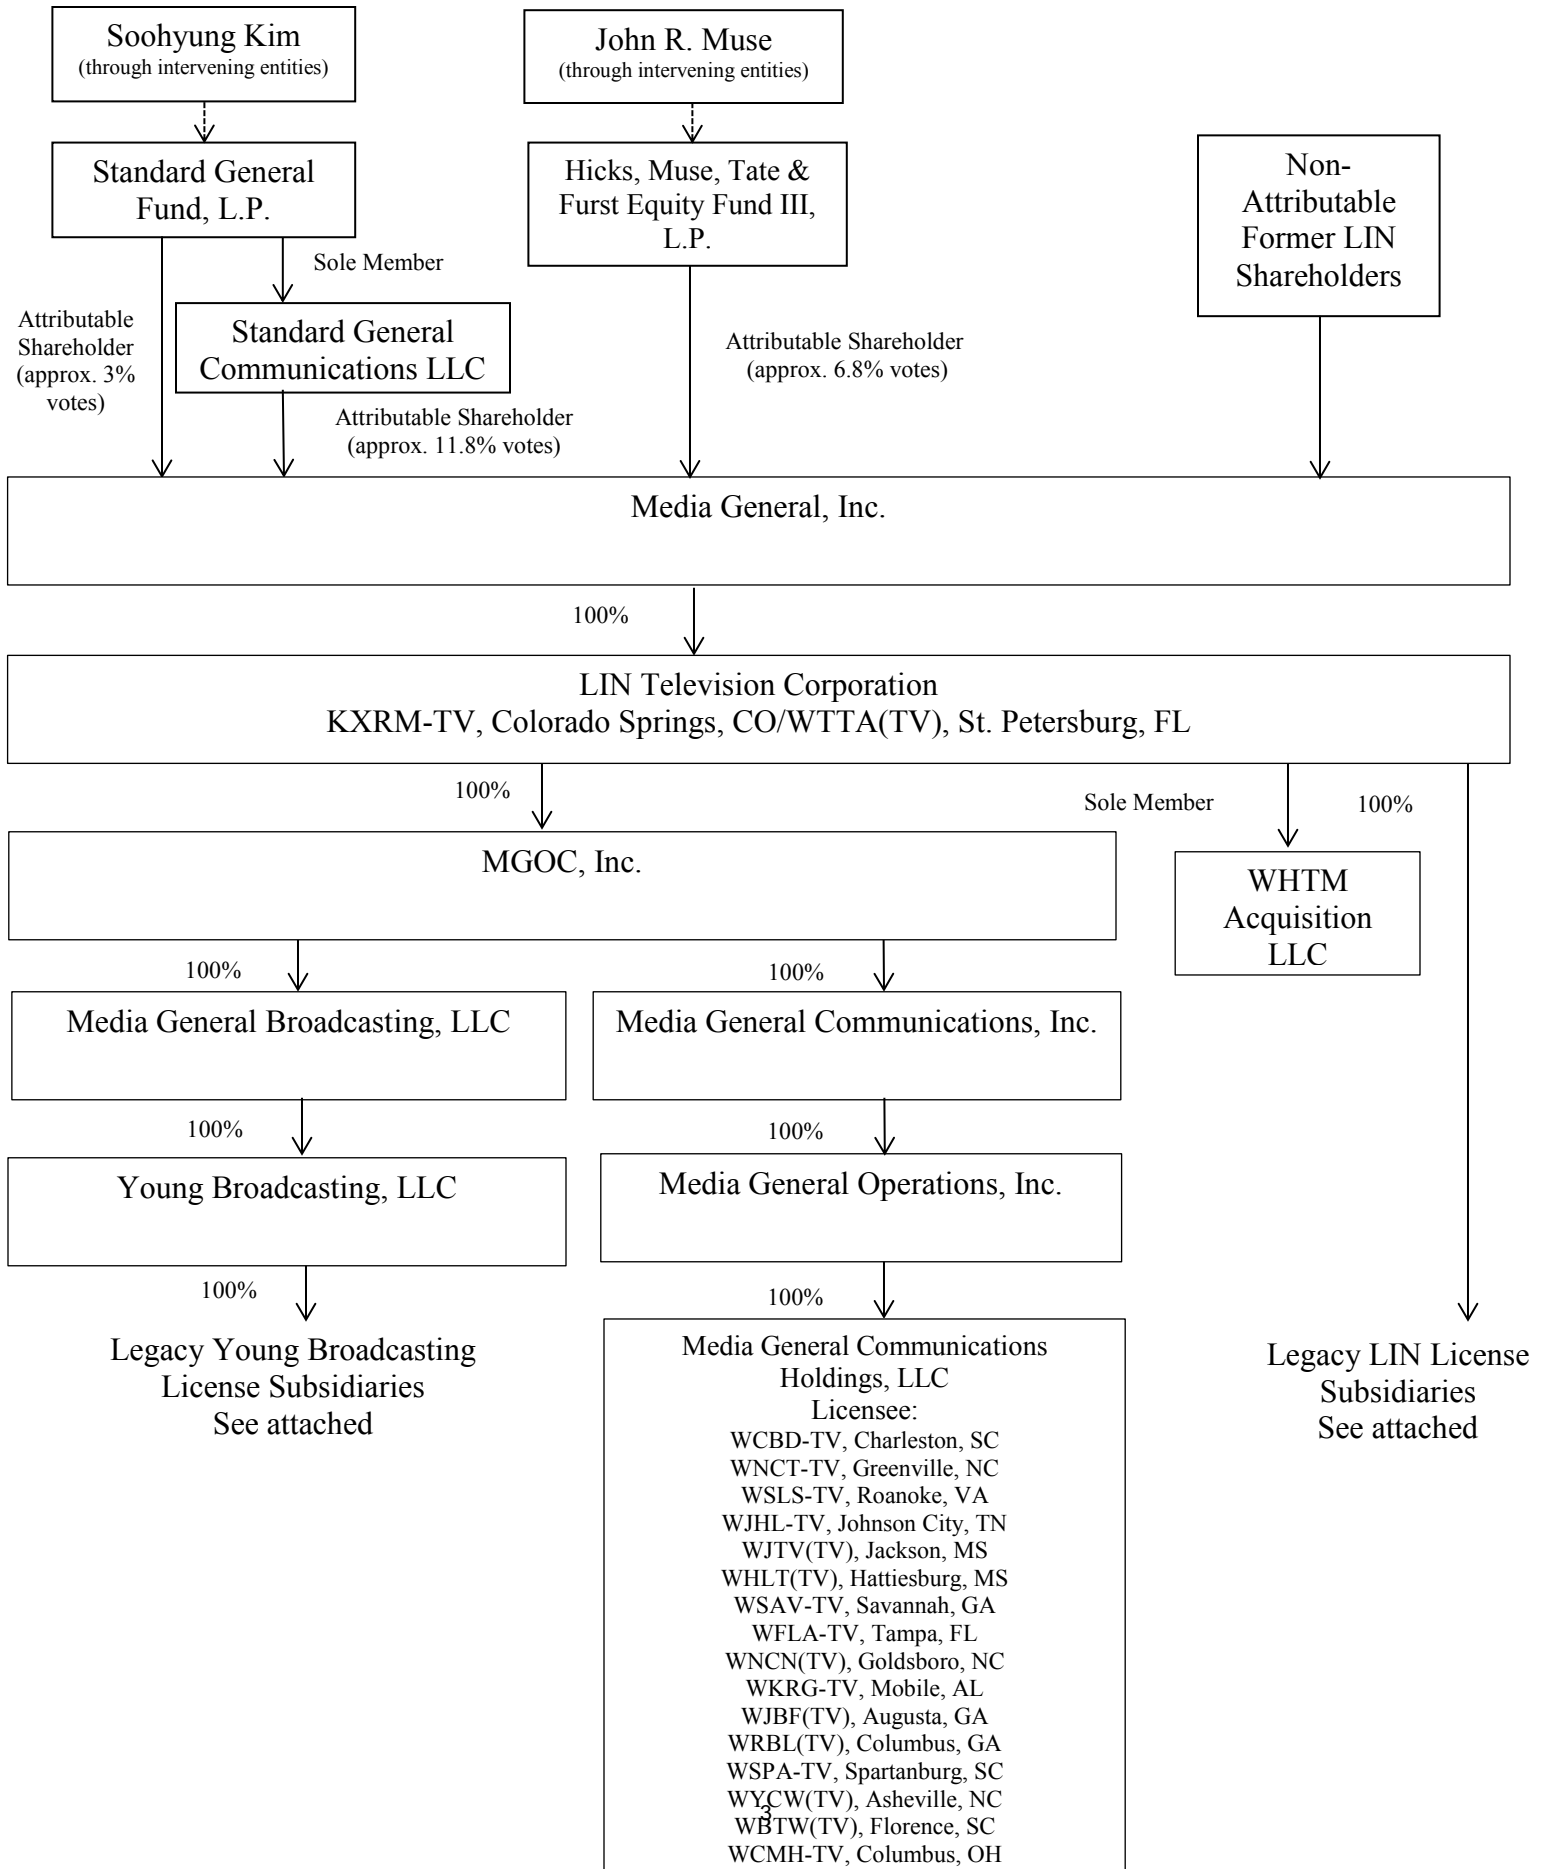 Soohyung Kim
(through intervening entities)
John R. Muse
(through intervening entities)
Standard General
Fund, L.P.
Hicks, Muse, Tate &
Furst Equity Fund III,
L.P.
Non-
Attributable
Former LIN
Shareholders
Sole Member
Attributable
Shareholder
(approx. 3%
votes)
Standard General
Communications LLC
Attributable Shareholder
(approx. 6.8% votes)
Attributable Shareholder
(approx. 11.8% votes)
Media General, Inc.
100%
LIN Television Corporation
KXRM-TV, Colorado Springs, CO/WTTA(TV), St. Petersburg, FL
100%
Sole Member
100%
MGOC, Inc.
WHTM
Acquisition
LLC
100%
100%
Media General Broadcasting, LLC
Media General Communications, Inc.
100%
100%
Young Broadcasting, LLC
Media General Operations, Inc.
100%
100%
Legacy Young Broadcasting
License Subsidiaries
See attached
Media General Communications
Holdings, LLC
Licensee:
WCBD-TV, Charleston, SC
WNCT-TV, Greenville, NC
WSLS-TV, Roanoke, VA
WJHL-TV, Johnson City, TN
WJTV(TV), Jackson, MS
WHLT(TV), Hattiesburg, MS
WSAV-TV, Savannah, GA
WFLA-TV, Tampa, FL
WNCN(TV), Goldsboro, NC
WKRG-TV, Mobile, AL
WJBF(TV), Augusta, GA
WRBL(TV), Columbus, GA
WSPA-TV, Spartanburg, SC
WYCW(TV), Asheville, NC
WBTW(TV), Florence, SC
WCMH-TV, Columbus, OH
Legacy LIN License
Subsidiaries
See attached
3